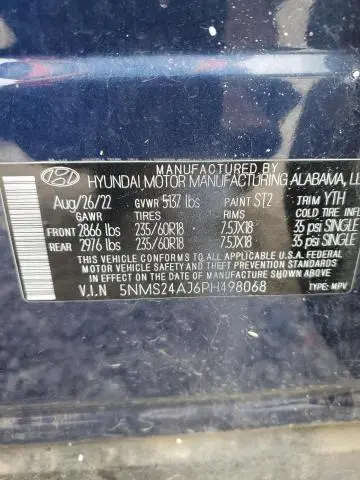 MANUFACTURED BY
HYUNDAI MOTOR MANUFACTURING ALABAMA, LL
Aug/26/22 GVWR 5137 lbs PAINT ST2 TRIM YTH
GAWR TIRES RIMS COLD TIRE INFL
FRONT 2866 lbs 235/60R18 7.5JX18 35 psi SINGLE
REAR 2976 lbs 235/60R18 7.5JX18 35 psi SINGLE
THIS VEHICLE CONFORMS TO ALL APPLICABLE U.S.A. FEDERAL
MOTOR VEHICLE SAFETY, BUMPER, AND THEFT PREVENTION
STANDARDS IN EFFECT ON THE DATE OF MANUFACTURE SHOWN ABOVE.
V.I.N 5NMS24AJ6PH498068 TYPE: MPV